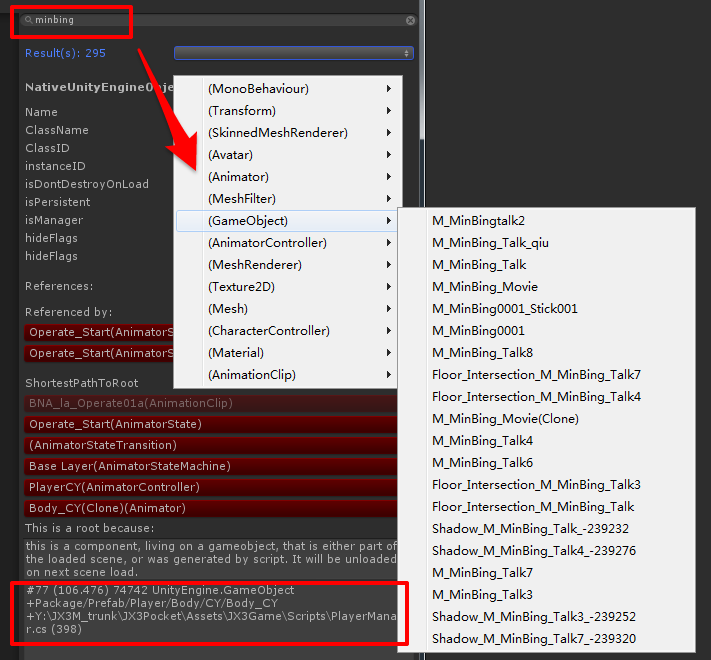 minbing
Result(s): 295
NativeUnityEngineObje
Name
ClassName
ClassID
instanceID
isDontDestroyOnLoad
isPersistent
isManager
hideFlags
hideFlags
References:
Referenced by:
Operate_Start(AnimatorS
Operate_Start(AnimatorS
ShortestPathToRoot
BNA_la_Operate01a(AnimationClip)
Operate_Start(AnimatorState)
(AnimatorStateTransition)
Base Layer(AnimatorStateMachine)
PlayerCY(AnimatorController)
Body_CY(Clone)(Animator)
This is a root because:
this is a component, living on a gameobject, that is either part of
the loaded scene, or was generated by script. It will be unloaded
on next scene load.
#77 (106.476) 74742 UnityEngine.GameObject
+Package/Prefab/Player/Body/CY/Body_CY
+Y:\JX3M_trunk\JX3Pocket\Assets\JX3Game\Scripts\PlayerMana
r.cs (398)
(MonoBehaviour)
(Transform)
(SkinnedMeshRenderer)
(Avatar)
(Animator)
(MeshFilter)
(GameObject)
(AnimatorController)
(MeshRenderer)
(Texture2D)
(Mesh)
(CharacterController)
(Material)
(AnimationClip)
M_MinBingtalk2
M_MinBing_Talk_qiu
M_MinBing_Talk
M_MinBing_Movie
M_MinBing0001_Stick001
M_MinBing0001
M_MinBing_Talk8
Floor_Intersection_M_MinBing_Talk7
Floor_Intersection_M_MinBing_Talk4
M_MinBing_Movie(Clone)
M_MinBing_Talk4
M_MinBing_Talk6
Floor_Intersection_M_MinBing_Talk3
Floor_Intersection_M_MinBing_Talk
Shadow_M_MinBing_Talk_-239232
Shadow_M_MinBing_Talk4_-239276
M_MinBing_Talk7
M_MinBing_Talk3
Shadow_M_MinBing_Talk3_-239252
Shadow_M_MinBing_Talk7_-239320